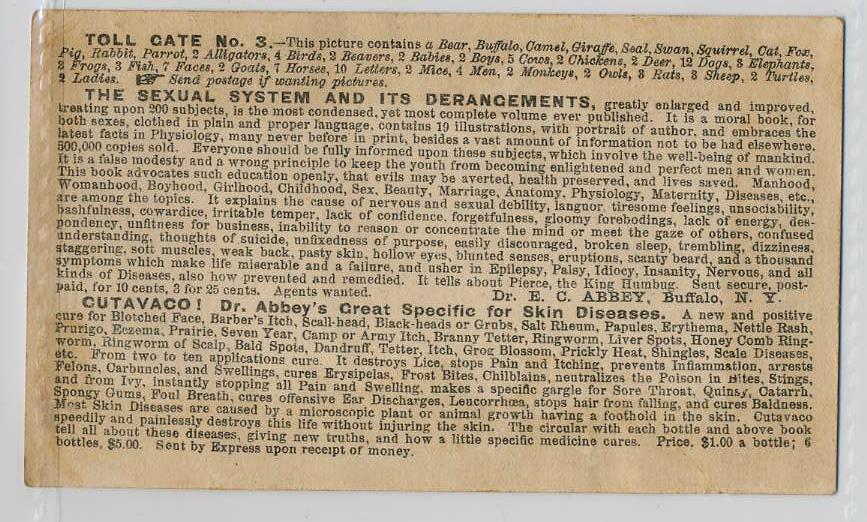 TOLL GATE No. 3.—This picture contains a Bear, Buffalo, Camel, Giraffe, Seal, Swan, Squirrel, Cat, Fox,
Pig, Rabbit, Parrot, 2 Alligators, 4 Birds, 2 Beavers, 2 Babies, 2 Boys, 5 Cows, 2 Chickens, 2 Deer, 12 Dogs, 3 Elephants,
3 Frogs, 3 Fish, 7 Faces, 2 Goats, 7 Horses, 10 Letters, 2 Mice, 4 Men, 2 Monkeys, 2 Owls, 3 Rats, 3 Sheep, 2 Turtles,
2 Ladies. ☞ Send postage if wanting pictures.
THE SEXUAL SYSTEM AND ITS DERANGEMENTS, greatly enlarged and improved,
treating upon 200 subjects, is the most condensed, yet most complete volume ever published. It is a moral book, for
both sexes, clothed in plain and proper language, contains 19 illustrations, with portrait of author, and embraces the
latest facts in Physiology, many never before in print, besides a vast amount of information not to be had elsewhere.
500,000 copies sold. Everyone should be fully informed upon these subjects, which involve the well-being of mankind.
It is a false modesty and a wrong principle to keep the youth from becoming enlightened and perfect men and women.
This book advocates such education openly, that evils may be averted, health preserved, and lives saved. Manhood,
Womanhood, Boyhood, Girlhood, Childhood, Sex, Beauty, Marriage, Anatomy, Physiology, Maternity, Diseases, etc.,
are among the topics. It explains the cause of nervous and sexual debility, languor, tiresome feelings, unsociability,
bashfulness, cowardice, irritable temper, lack of confidence, forgetfulness, gloomy forebodings, lack of energy, des-
pondency, unfitness for business, inability to reason or concentrate the mind or meet the gaze of others, confused
understanding, thoughts of suicide, unfixedness of purpose, easily discouraged, broken sleep, trembling, dizziness,
staggering, soft muscles, weak back, pasty skin, hollow eyes, blunted senses, eruptions, scanty beard, and a thousand
symptoms which make life miserable and a failure, and usher in Epilepsy, Palsy, Idiocy, Insanity, Nervous, and all
kinds of Diseases, also how prevented and remedied. It tells about Pierce, the King Humbug. Sent secure, post-
paid, for 10 cents, 3 for 25 cents. Agents wanted. Dr. E. C. ABBEY, Buffalo, N. Y.
CUTAVACO! Dr. Abbey's Great Specific for Skin Diseases. A new and positive
cure for Blotched Face, Barber's Itch, Scall-head, Black-heads or Grubs, Salt Rheum, Papules, Erythema, Nettle Rash,
Prurigo, Eczema, Prairie, Seven Year, Camp or Army Itch, Branny Tetter, Ringworm, Liver Spots, Honey Comb Ring-
worm, Ringworm of Scalp, Bald Spots, Dandruff, Tetter, Itch, Grog Blossom, Prickly Heat, Shingles, Scale Diseases,
etc. From two to ten applications cure. It destroys Lice, stops Pain and Itching, prevents Inflammation, arrests
Felons, Carbuncles, and Swellings, cures Erysipelas, Frost Bites, Chilblains, neutralizes the Poison in Bites, Stings,
and from Ivy, instantly stopping all Pain and Swelling, makes a specific gargle for Sore Throat, Quinsy, Catarrh,
Spongy Gums, Foul Breath, cures offensive Ear Discharges, Leucorrhœa, stops hair from falling, and cures Baldness.
Most Skin Diseases are caused by a microscopic plant or animal growth having a foothold in the skin. Cutavaco
speedily and painlessly destroys this life without injuring the skin. The circular with each bottle and above book
tell all about these diseases, giving new truths, and how a little specific medicine cures. Price, $1.00 a bottle; 6
bottles, $5.00. Sent by Express upon receipt of money.